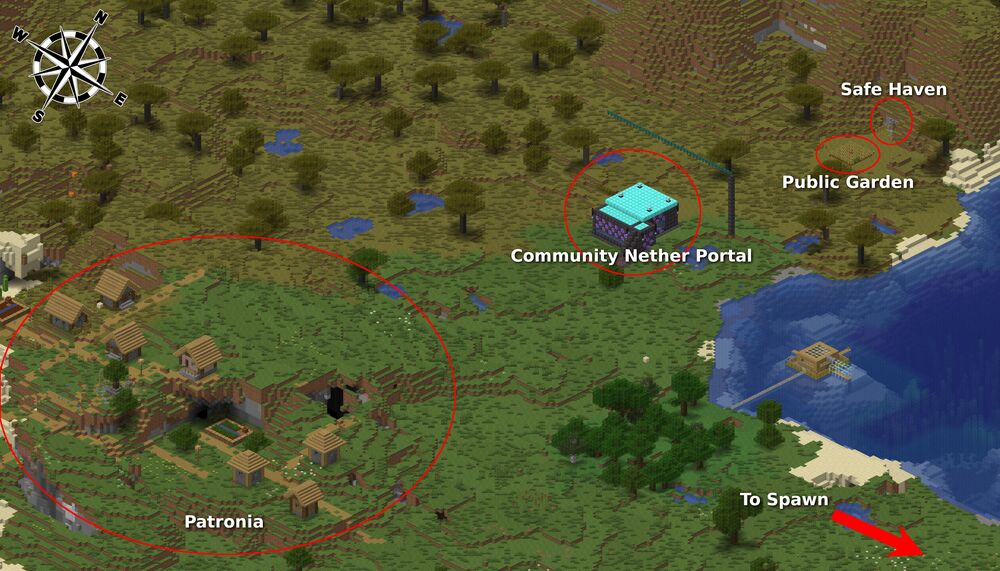 N
W
E
S
Safe Haven
Public Garden
Community Nether Portal
To Spawn
Patronia